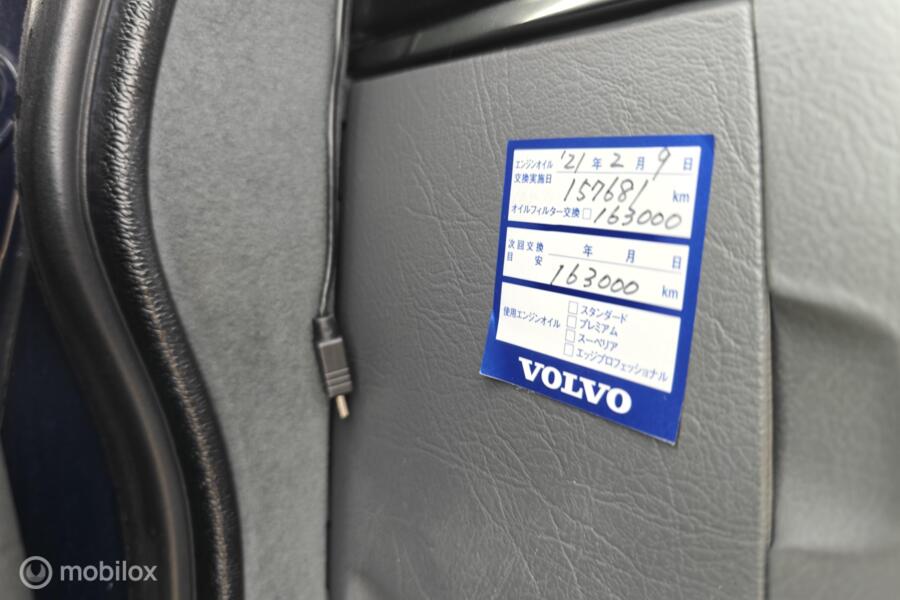 エンジンオイル '21 年 2 月 9 日
交換実施日 157681 km
オイルフィルター交換 □ 163000
次回交換 年 月 日
目 安 163000 km
使用エンジンオイル □ スタンダード
□ プレミアム
□ スーペリア
□ エッジプロフェッショナル
VOLVO
mobilox